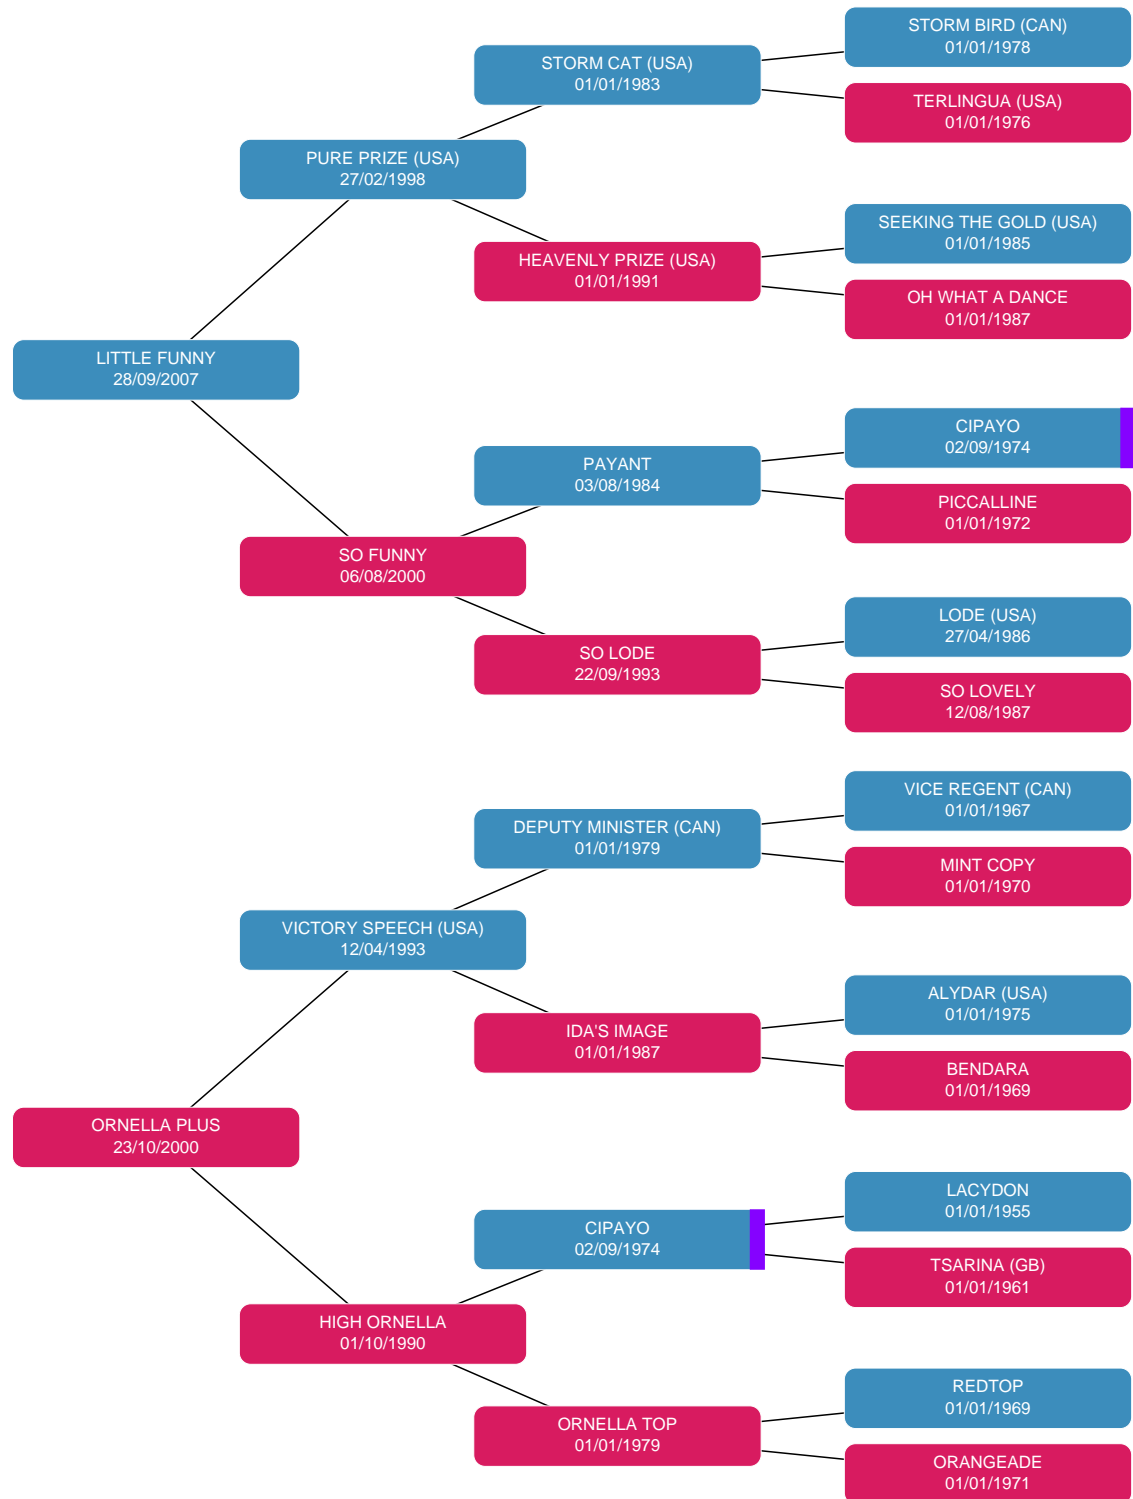 STORM BIRD (CAN)
01/01/1978
STORM CAT (USA)
01/01/1983
TERLINGUA (USA)
01/01/1976
PURE PRIZE (USA)
27/02/1998
SEEKING THE GOLD (USA)
01/01/1985
HEAVENLY PRIZE (USA)
01/01/1991
OH WHAT A DANCE
01/01/1987
LITTLE FUNNY
28/09/2007
CIPAYO
02/09/1974
PAYANT
03/08/1984
PICCALLINE
01/01/1972
SO FUNNY
06/08/2000
LODE (USA)
27/04/1986
SO LODE
22/09/1993
SO LOVELY
12/08/1987
VICE REGENT (CAN)
01/01/1967
DEPUTY MINISTER (CAN)
01/01/1979
MINT COPY
01/01/1970
VICTORY SPEECH (USA)
12/04/1993
ALYDAR (USA)
01/01/1975
IDA'S IMAGE
01/01/1987
BENDARA
01/01/1969
ORNELLA PLUS
23/10/2000
LACYDON
01/01/1955
CIPAYO
02/09/1974
TSARINA (GB)
01/01/1961
HIGH ORNELLA
01/10/1990
REDTOP
01/01/1969
ORNELLA TOP
01/01/1979
ORANGEADE
01/01/1971